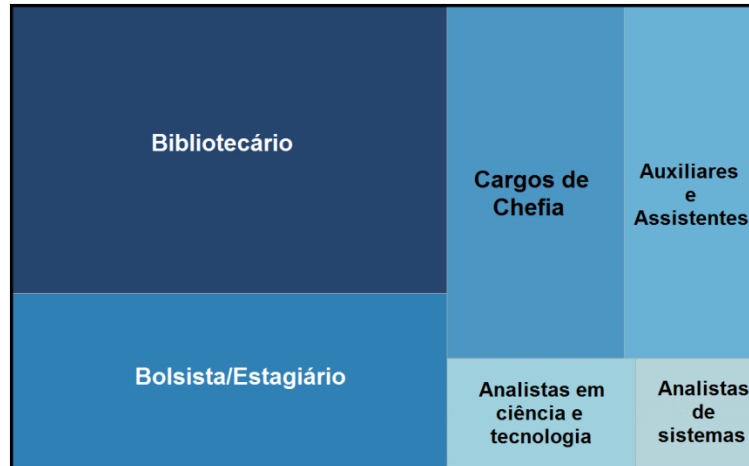 Bibliotecário
Bolsista/Estagiário
Cargos de
Chefia
Auxiliares
e
Assistentes
Analistas em
ciência e
tecnologia
Analistas
de
sistemas